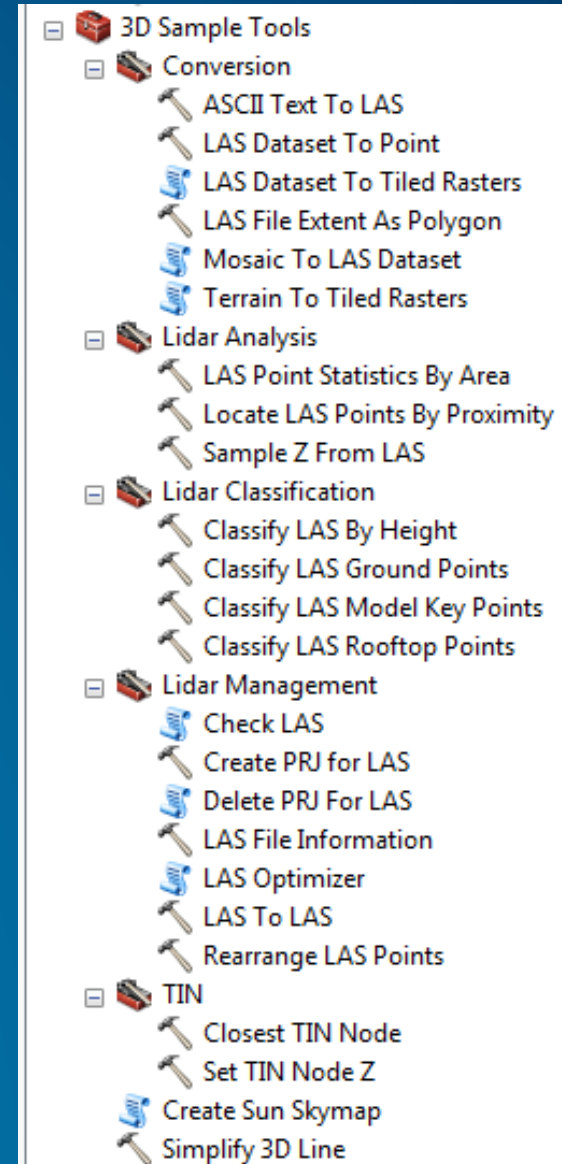 3D Sample Tools
Conversion
ASCII Text To LAS
LAS Dataset To Point
LAS Dataset To Tiled Rasters
LAS File Extent As Polygon
Mosaic To LAS Dataset
Terrain To Tiled Rasters
Lidar Analysis
LAS Point Statistics By Area
Locate LAS Points By Proximity
Sample Z From LAS
Lidar Classification
Classify LAS By Height
Classify LAS Ground Points
Classify LAS Model Key Points
Classify LAS Rooftop Points
Lidar Management
Check LAS
Create PRJ for LAS
Delete PRJ For LAS
LAS File Information
LAS Optimizer
LAS To LAS
Rearrange LAS Points
TIN
Closest TIN Node
Set TIN Node Z
Create Sun Skymap
Simplify 3D Line